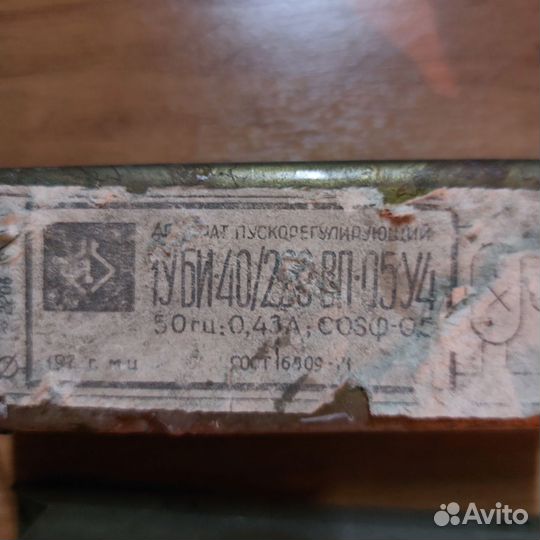 АППАРАТ ПУСКОРЕГУЛИРУЮЩИЙ
1УБИ-40/220 ВП-05У4
50гц; 0,43А; COSφ-0,5
197 г. м-ц
ГОСТ 16809-71
Avito